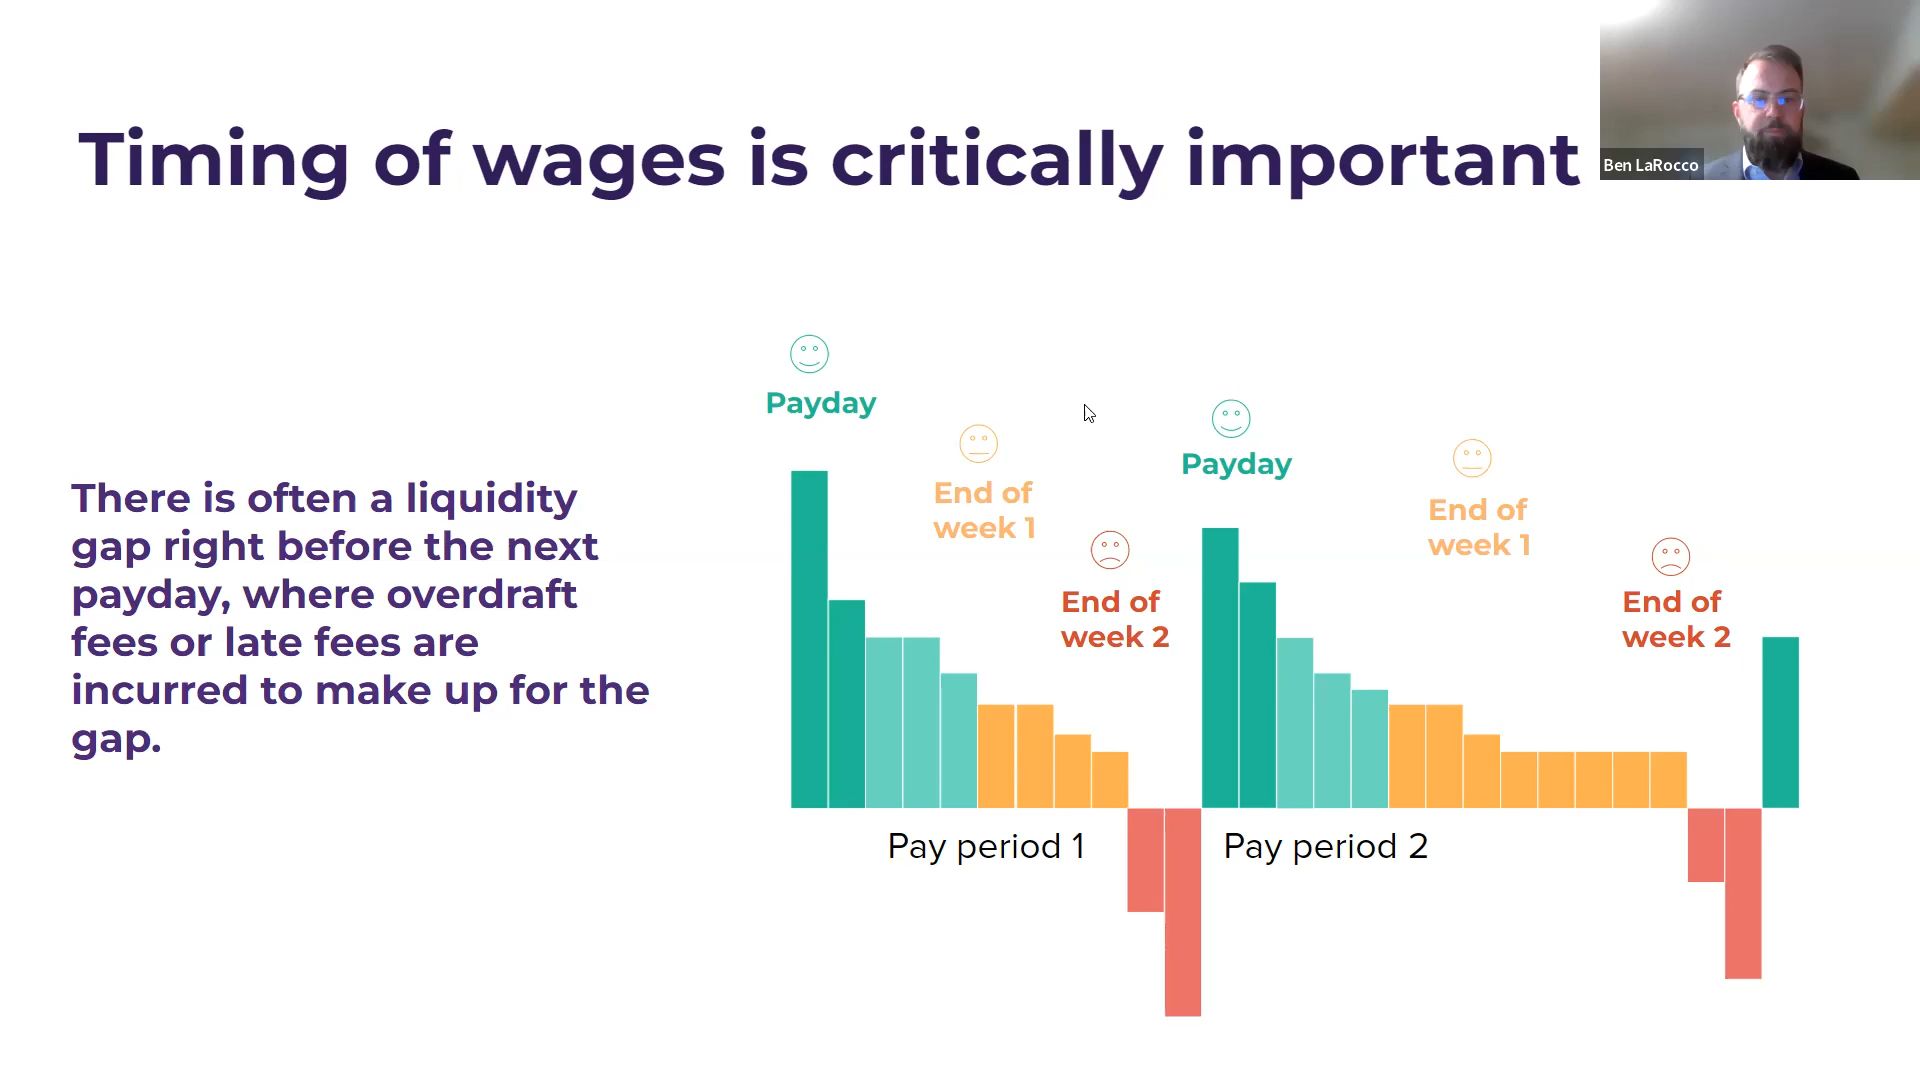 Timing of wages is critically important
Ben LaRocco
There is often a liquidity
gap right before the next
payday, where overdraft
fees or late fees are
incurred to make up for the
gap.
Payday
End of
week 1
End of
week 2
Payday
End of
week 1
End of
week 2
Pay period 1
Pay period 2